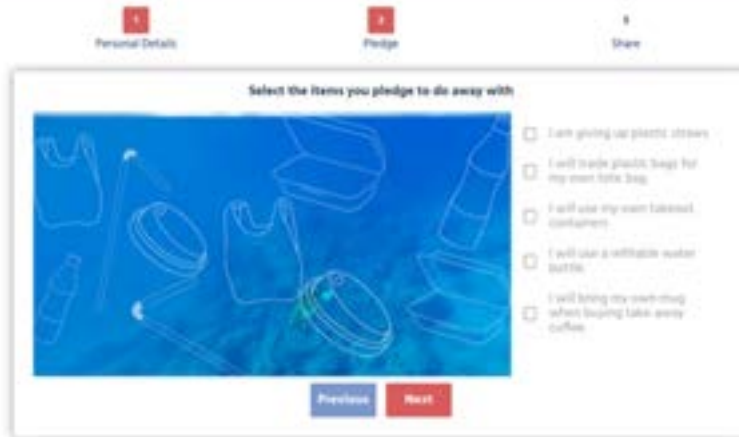 1
2
3
Personal Details
Pledge
Share
Select the items you pledge to do away with
I am giving up plastic straws
I will trade plastic bags for
my own tote bag
I will use my own takeout
containers
I will use a refillable water
bottle
I will bring my own mug
when buying take away
coffee
Previous
Next